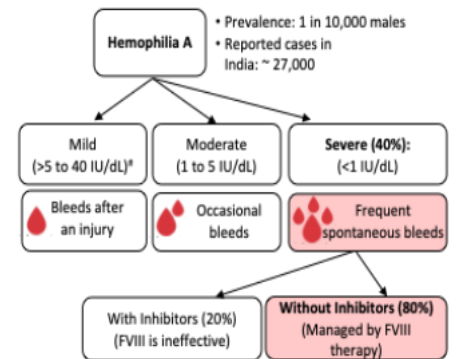 Hemophilia A
• Prevalence: 1 in 10,000 males
• Reported cases in
India: ~ 27,000
Mild
(>5 to 40 IU/dL)#
Moderate
(1 to 5 IU/dL)
Severe (40%):
(<1 IU/dL)
Bleeds after
an injury
Occasional
bleeds
Frequent
spontaneous bleeds
With Inhibitors (20%)
(FVIII is ineffective)
Without Inhibitors (80%)
(Managed by FVIII
therapy)